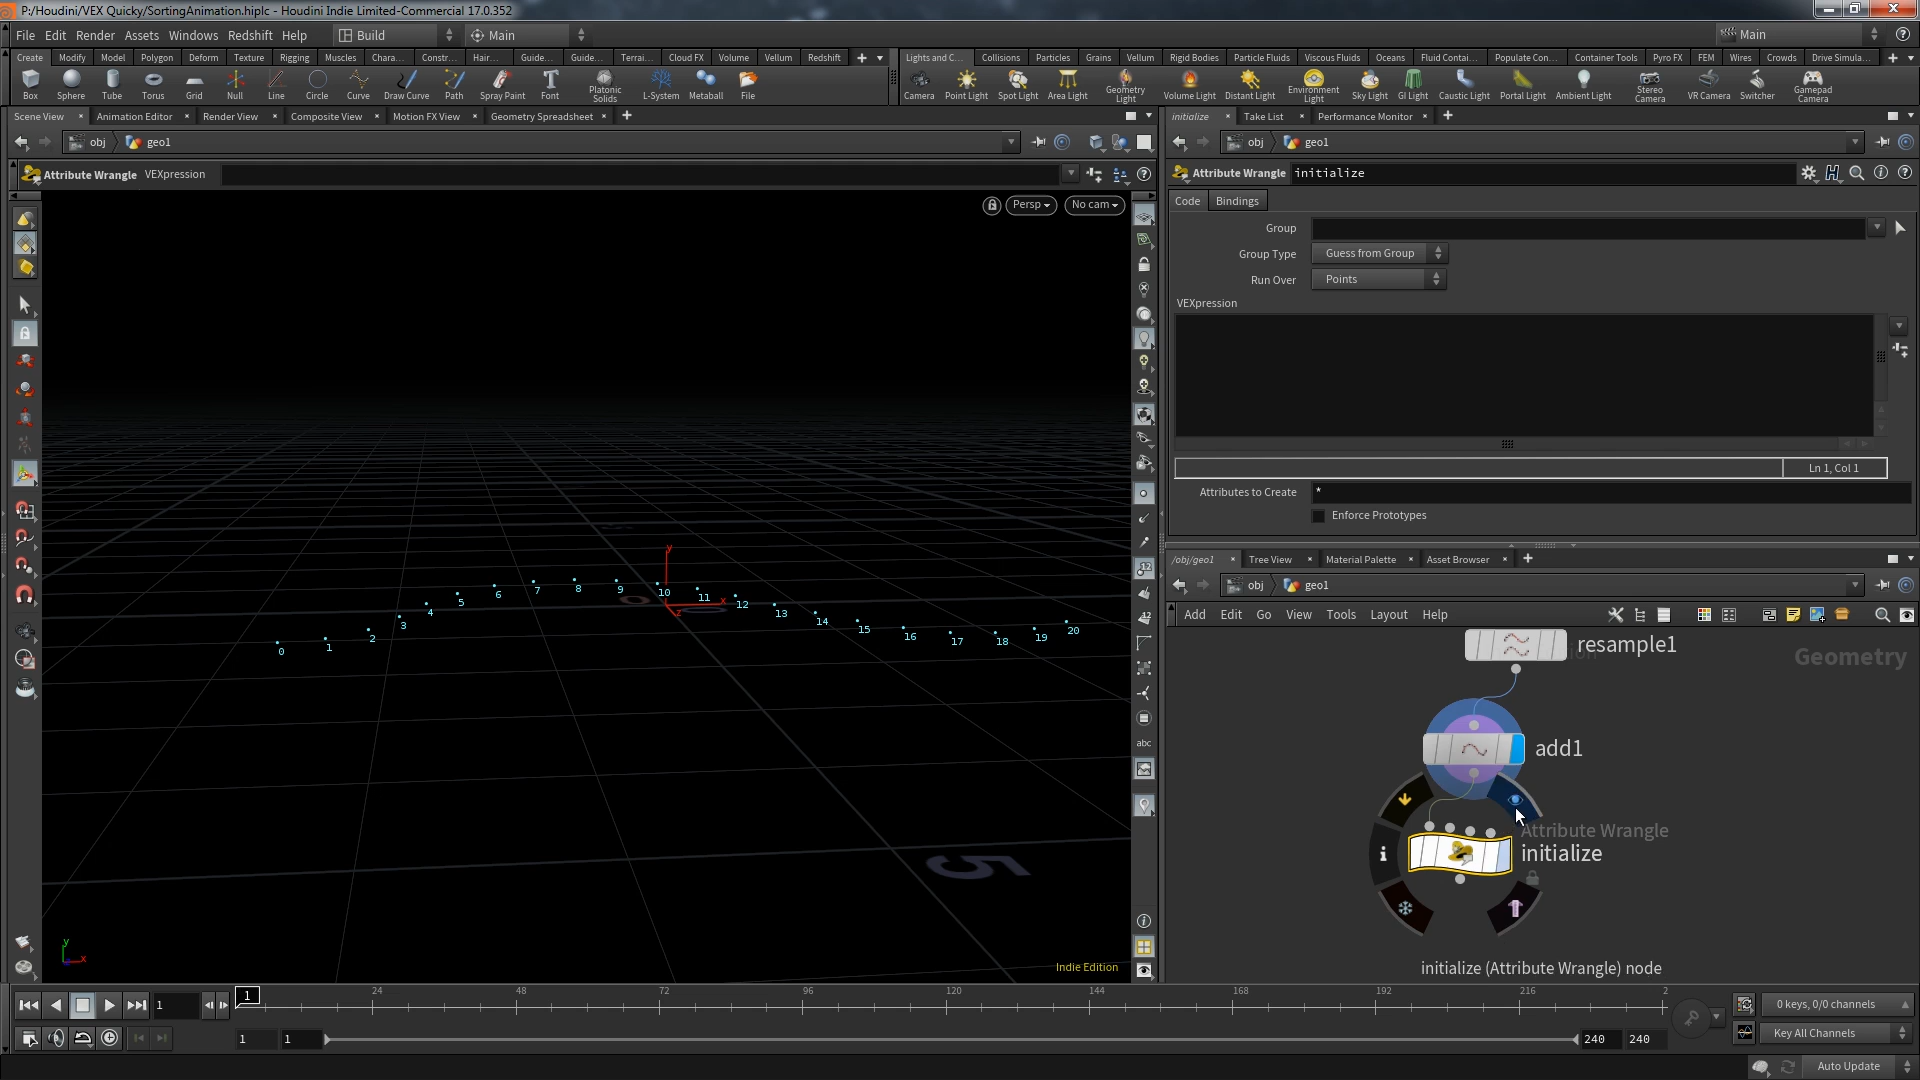 P:/Houdini/VEX Quicky/SortingAnimation.hiplc - Houdini Indie Limited-Commercial 17.0.352
File Edit Render Assets Windows Redshift Help Build Main Main
Create Modify Model Polygon Deform Texture Rigging Muscles Chara... Constr... Hair... Guide... Guide... Terrai... Cloud FX Volume Vellum Redshift
Lights and C... Collisions Particles Grains Vellum Rigid Bodies Particle Fluids Viscous Fluids Oceans Fluid Contai... Populate Con... Container Tools Pyro FX FEM Wires Crowds Drive Simula...
Box Sphere Tube Torus Grid Null Line Circle Curve Draw Curve Path Spray Paint Font Platonic Solids L-System Metaball File
Camera Point Light Spot Light Area Light Geometry Light Volume Light Distant Light Environment Light Sky Light GI Light Caustic Light Portal Light Ambient Light Stereo Camera VR Camera Switcher Gamepad Camera
Scene View Animation Editor Render View Composite View Motion FX View Geometry Spreadsheet
obj geo1
Attribute Wrangle VEXpression
Persp No cam
0 1 2 3 4 5 6 7 8 9 10 11 12 13 14 15 16 17 18 19 20
y x z
5
y x
Indie Edition
abc
initialize Take List Performance Monitor
obj geo1
Attribute Wrangle initialize
Code Bindings
Group
Group Type Guess from Group
Run Over Points
VEXpression
Ln 1, Col 1
Attributes to Create *
Enforce Prototypes
/obj/geo1 Tree View Material Palette Asset Browser
obj geo1
Add Edit Go View Tools Layout Help
resample1
Geometry
add1
Attribute Wrangle
initialize
initialize (Attribute Wrangle) node
1 1 24 48 72 96 120 144 168 192 216 2
0 keys, 0/0 channels
1 1 240 240
Key All Channels
Auto Update